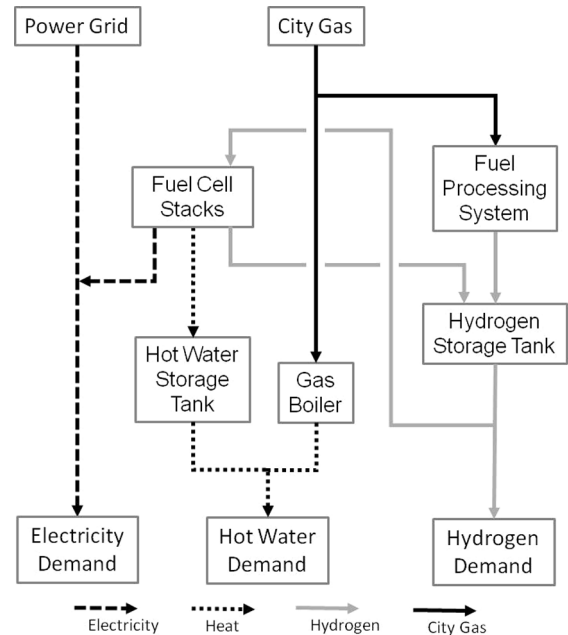 Power Grid
City Gas
Fuel Cell
Stacks
Fuel
Processing
System
Hot Water
Storage
Tank
Gas
Boiler
Hydrogen
Storage Tank
Electricity
Demand
Hot Water
Demand
Hydrogen
Demand
Electricity
Heat
Hydrogen
City Gas